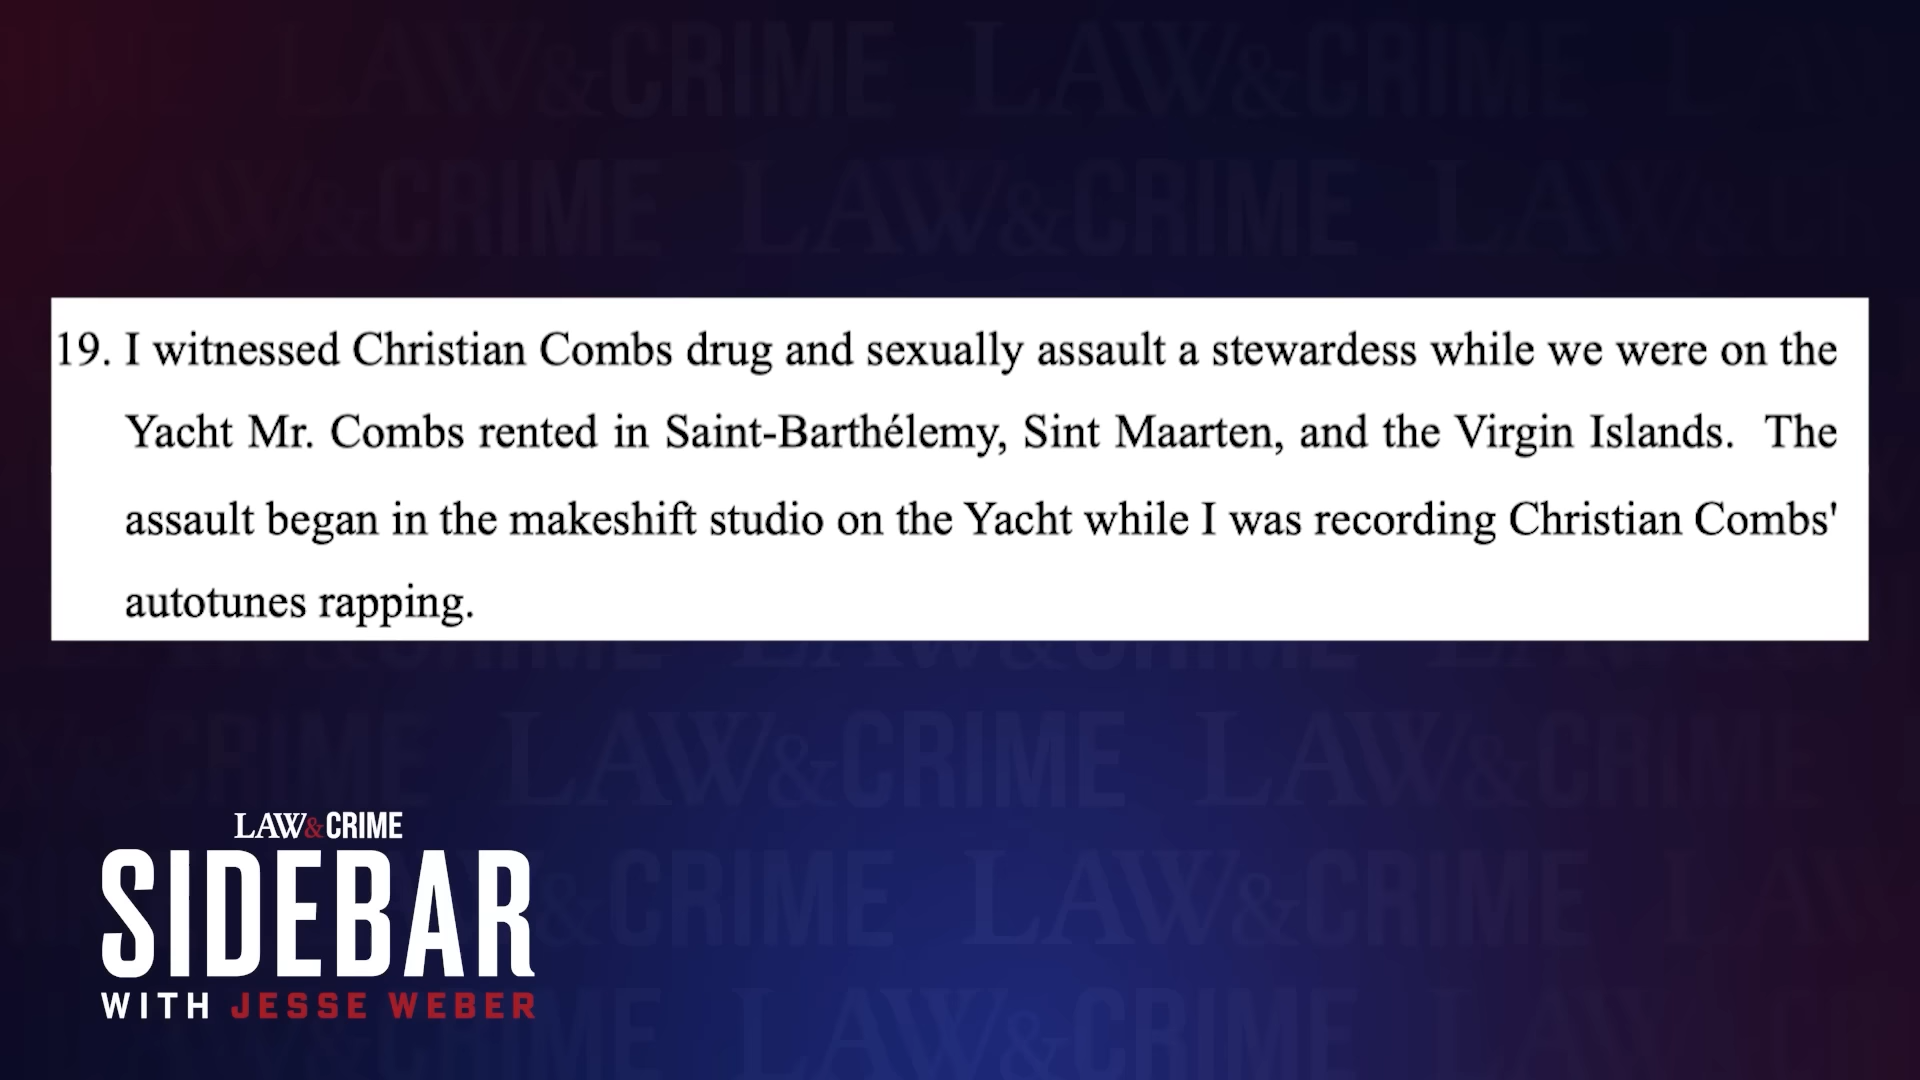 19. I witnessed Christian Combs drug and sexually assault a stewardess while we were on the
Yacht Mr. Combs rented in Saint-Barthélemy, Sint Maarten, and the Virgin Islands.  The
assault began in the makeshift studio on the Yacht while I was recording Christian Combs'
autotunes rapping.
LAW&CRIME
SIDEBAR
WITH JESSE WEBER